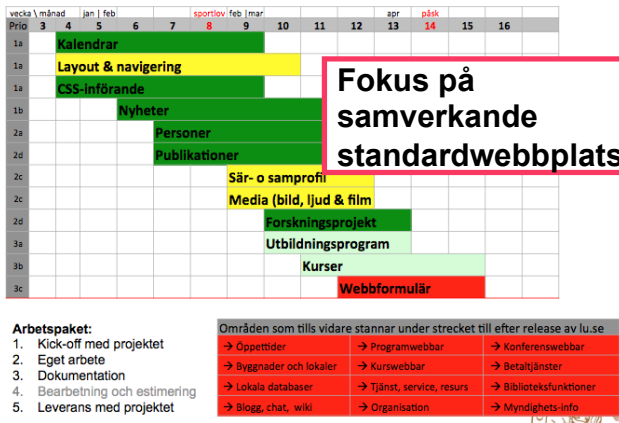 vecka \ månad jan | feb sportlov feb |mar apr påsk
Prio 3 4 5 6 7 8 9 10 11 12 13 14 15 16
1a Kalendrar
1a Layout & navigering
1a CSS-införande
1b Nyheter
2a Personer
2d Publikationer
2c Sär- o samprofil
2c Media (bild, ljud & film
2d Forskningsprojekt
3a Utbildningsprogram
3b Kurser
3c Webbformulär
Fokus på
samverkande
standardwebbplats
Arbetspaket:
1. Kick-off med projektet
2. Eget arbete
3. Dokumentation
4. Bearbetning och estimering
5. Leverans med projektet
Områden som tills vidare stannar under strecket till efter release av lu.se
→ Öppettider → Programwebbar → Konferenswebbar
→ Byggnader och lokaler → Kurswebbar → Betaltjänster
→ Lokala databaser → Tjänst, service, resurs → Biblioteksfunktioner
→ Blogg, chat, wiki → Organisation → Myndighets-info